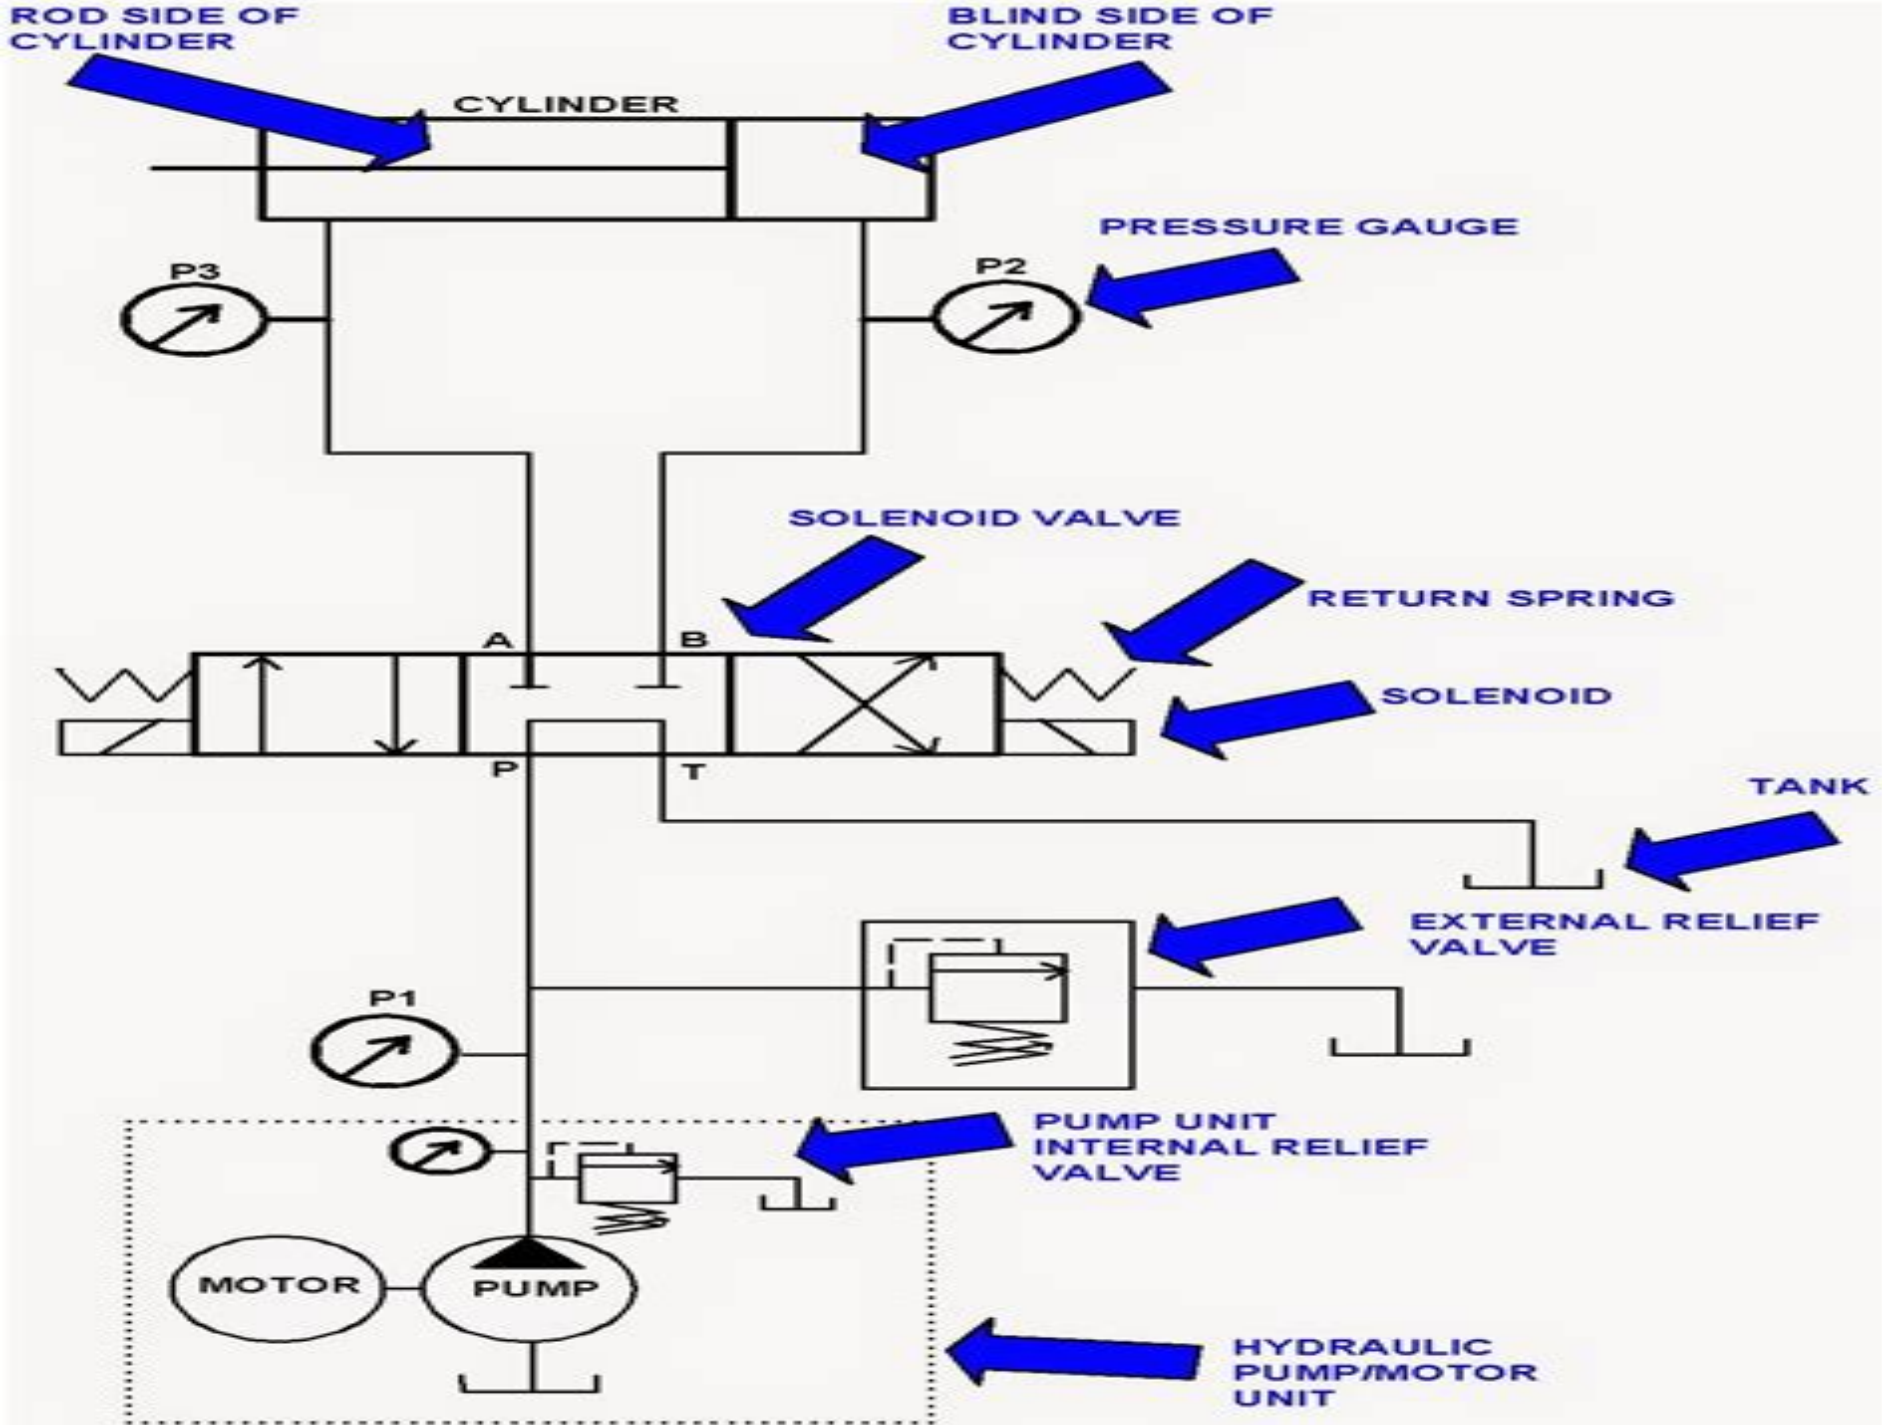 ROD SIDE OF
CYLINDER
BLIND SIDE OF
CYLINDER
CYLINDER
PRESSURE GAUGE
P3
P2
SOLENOID VALVE
RETURN SPRING
A
B
SOLENOID
P
T
TANK
EXTERNAL RELIEF
VALVE
P1
PUMP UNIT
INTERNAL RELIEF
VALVE
MOTOR
PUMP
HYDRAULIC
PUMP/MOTOR
UNIT